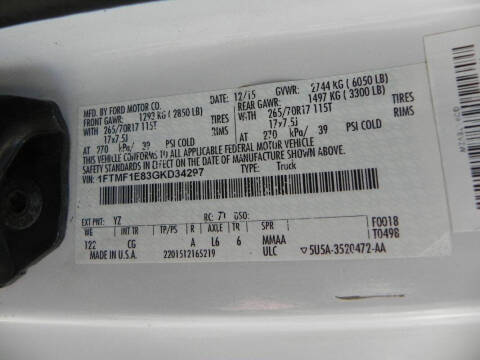 MFD. BY FORD MOTOR CO.
DATE: 12/15 GVWR: 2744 KG ( 6050 LB)
FRONT GAWR: 1293 KG ( 2850 LB)
REAR GAWR: 1497 KG ( 3300 LB)
WITH 265/70R17 115T TIRES
WITH 265/70R17 115T TIRES
17x7.5J RIMS
17x7.5J RIMS
AT 270 kPa/ 39 PSI COLD
AT 270 kPa/ 39 PSI COLD
THIS VEHICLE CONFORMS TO ALL APPLICABLE FEDERAL MOTOR VEHICLE
SAFETY STANDARDS IN EFFECT ON THE DATE OF MANUFACTURE SHOWN ABOVE.
VIN: 1FTMF1E83GKD34297
TYPE: Truck
EXT PNT: YZ RC: 71 DSO: F0018
WB INT TR TP/PS R AXLE TR SPR T0498
122 CG A L6 6 MMAA
MADE IN U.S.A. 2201512165219 ULC 5U5A-3520472-AA